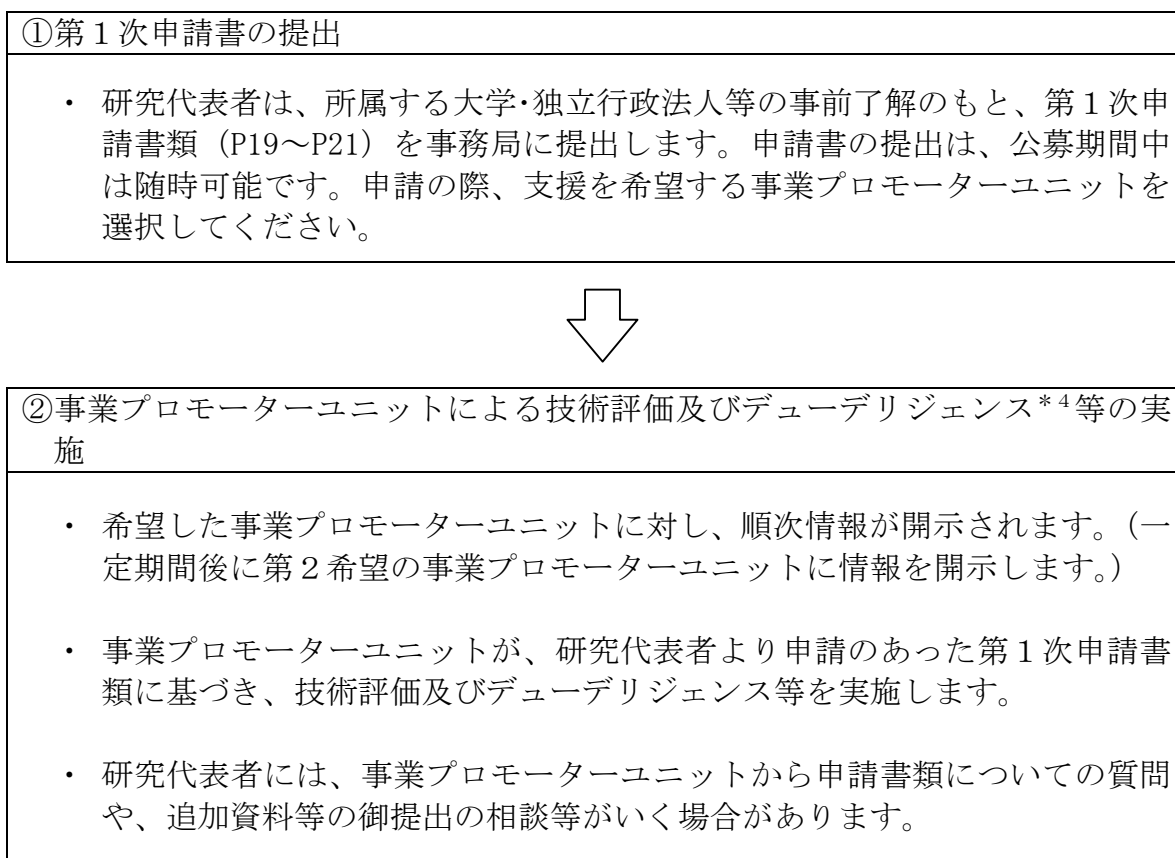 ①第１次申請書の提出
・ 研究代表者は、所属する大学･独立行政法人等の事前了解のもと、第１次申
請書類（P19～P21）を事務局に提出します。申請書の提出は、公募期間中
は随時可能です。申請の際、支援を希望する事業プロモーターユニットを
選択してください。
②事業プロモーターユニットによる技術評価及びデューデリジェンス*4等の実
施
・ 希望した事業プロモーターユニットに対し、順次情報が開示されます。（一
定期間後に第２希望の事業プロモーターユニットに情報を開示します。）
・ 事業プロモーターユニットが、研究代表者より申請のあった第１次申請書
類に基づき、技術評価及びデューデリジェンス等を実施します。
・ 研究代表者には、事業プロモーターユニットから申請書類についての質問
や、追加資料等の御提出の相談等がいく場合があります。